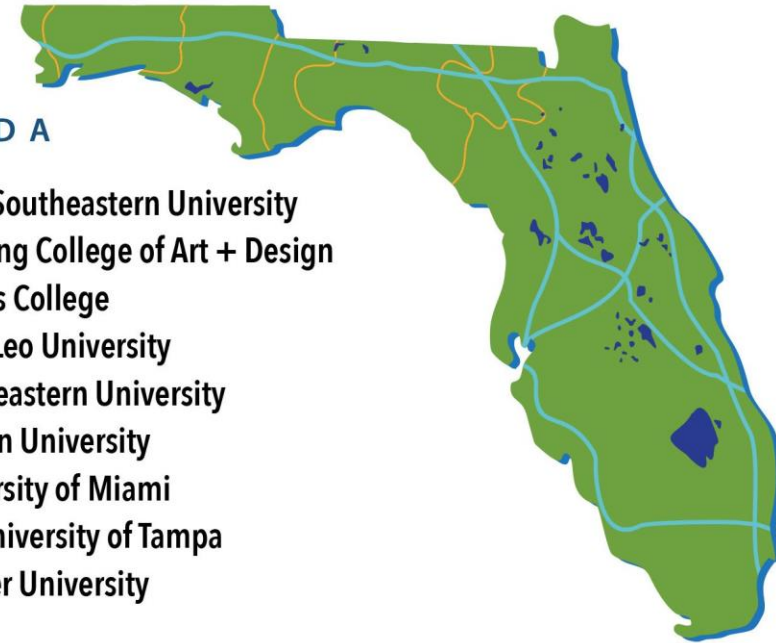 D A
Southeastern University
ng College of Art + Design
s College
Leo University
eastern University
n University
rsity of Miami
niversity of Tampa
er University